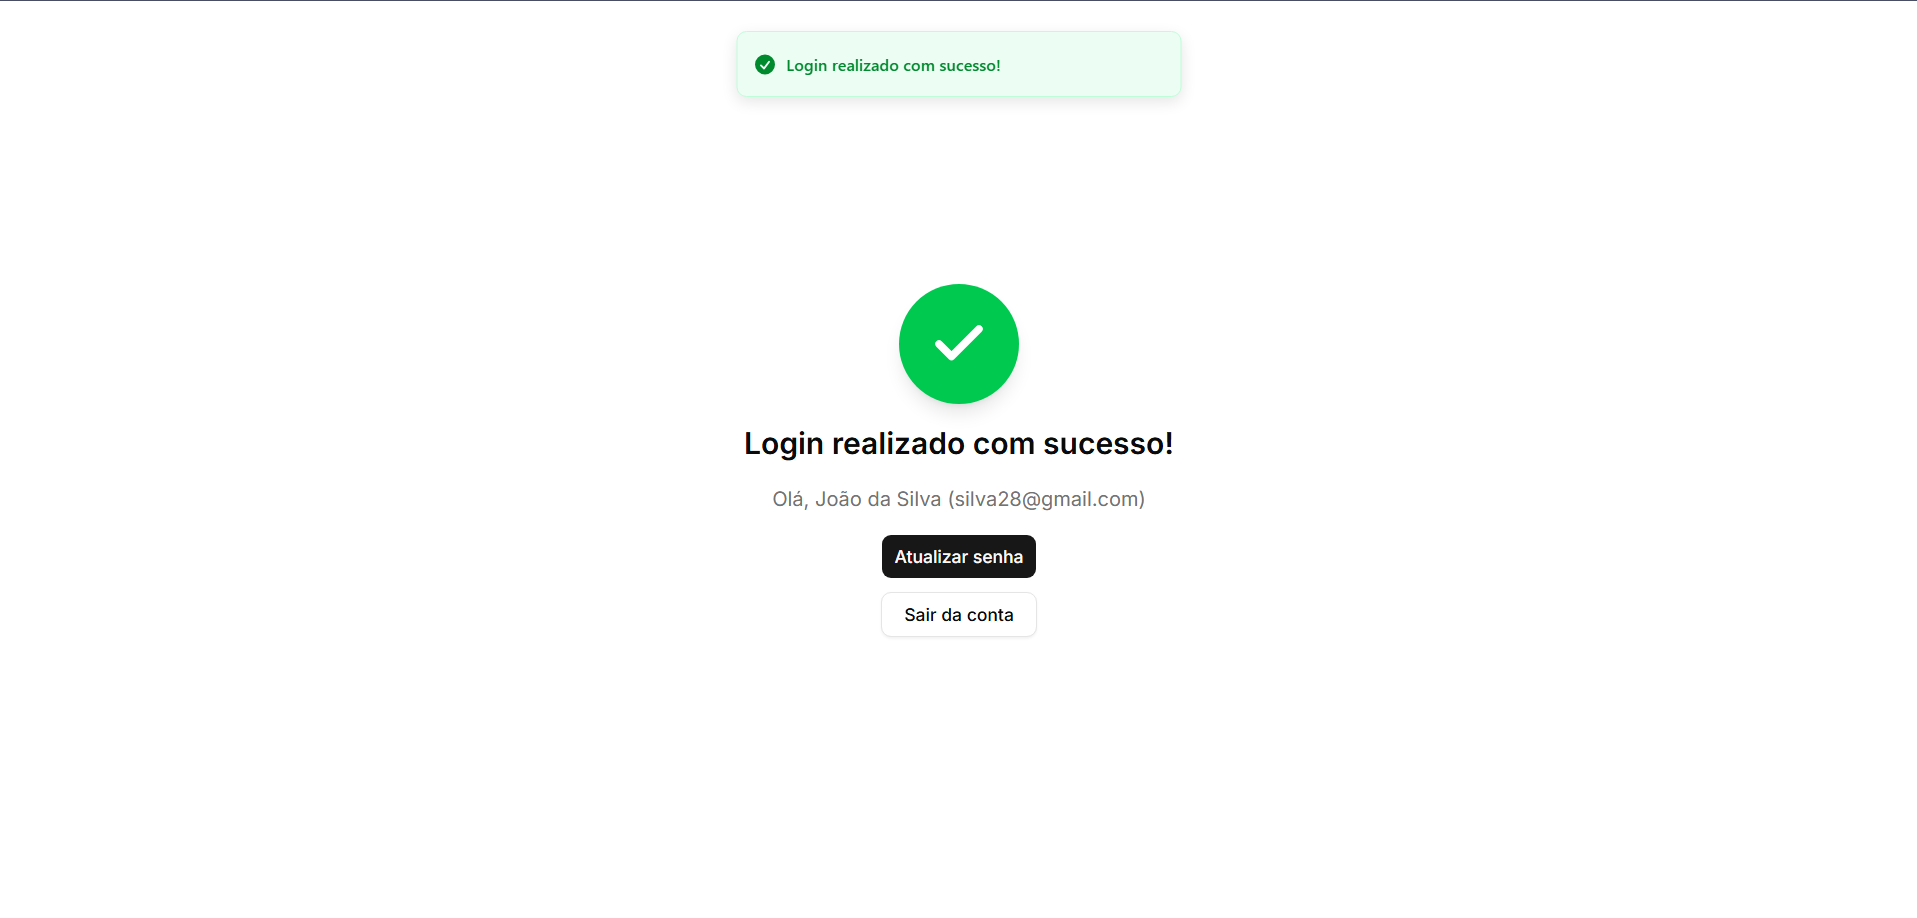 Login realizado com sucesso!
Login realizado com sucesso!
Olá, João da Silva (silva28@gmail.com)
Atualizar senha
Sair da conta